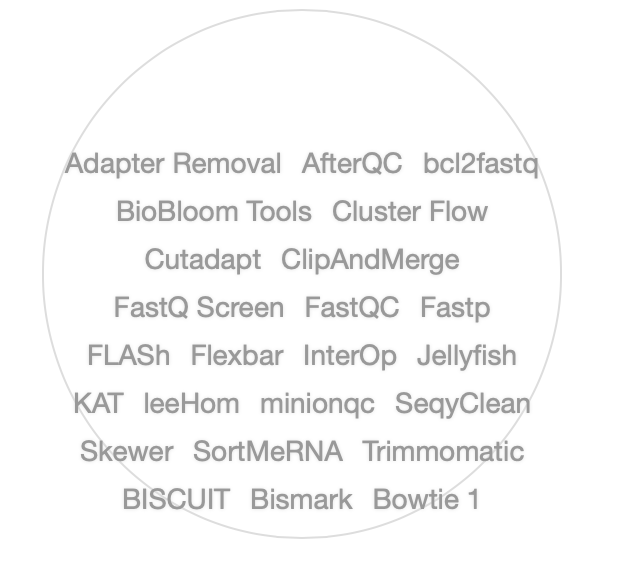 Adapter Removal AfterQC bcl2fastq
BioBloom Tools Cluster Flow
Cutadapt ClipAndMerge
FastQ Screen FastQC Fastp
FLASh Flexbar InterOp Jellyfish
KAT leeHom minionqc SeqyClean
Skewer SortMeRNA Trimmomatic
BISCUIT Bismark Bowtie 1